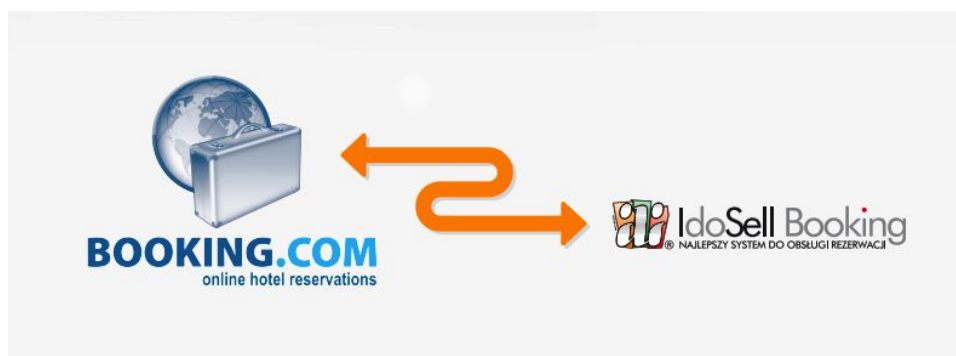 BOOKING.COM
online hotel reservations
IdoSell Booking
® NAJLEPSZY SYSTEM DO OBSŁUGI REZERWACJI